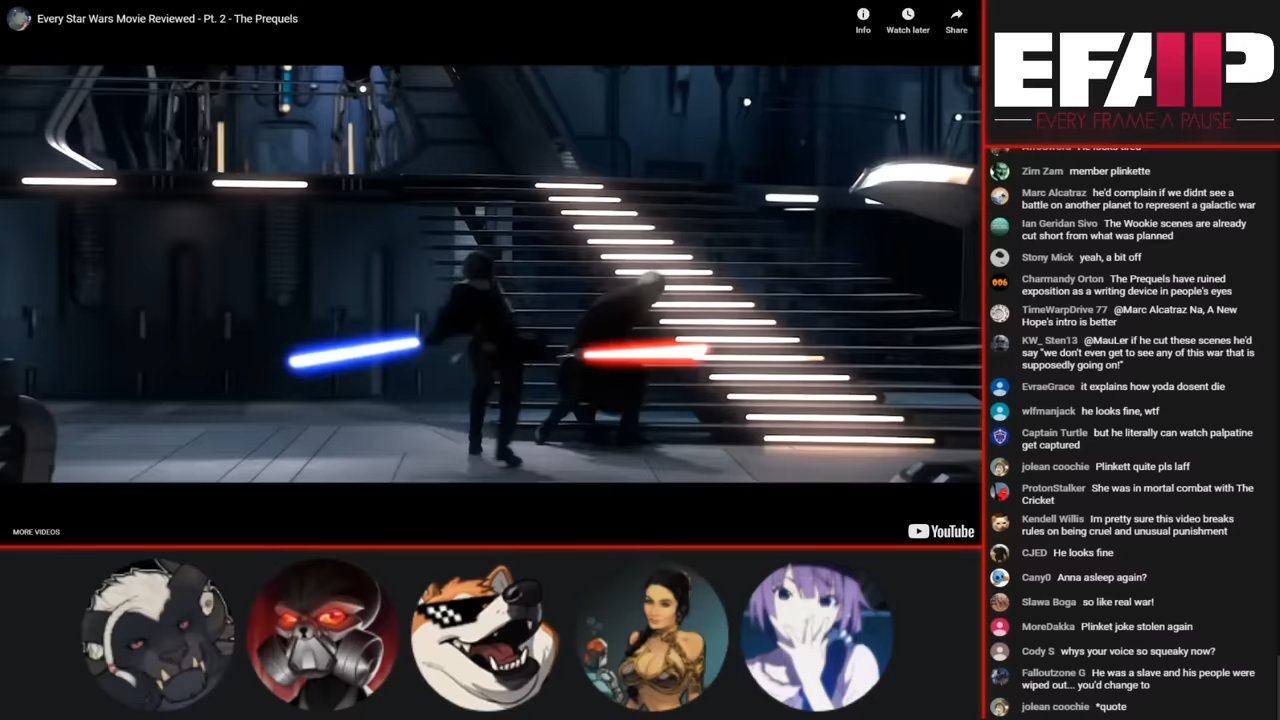 Every Star Wars Movie Reviewed - Pt. 2 - The Prequels
Info
Watch later
Share
MORE VIDEOS
YouTube
EFAP
EVERY FRAME A PAUSE
Zim Zam member plinkette
Marc Alcatraz he'd complain if we didnt see a
battle on another planet to represent a galactic war
Ian Geridan Sivo The Wookie scenes are already
cut short from what was planned
Stony Mick yeah, a bit off
Charmandy Orton The Prequels have ruined
exposition as a writing device in people's eyes
TimeWarpDrive 77 @Marc Alcatraz Na, A New
Hope's intro is better
KW_ Sten13 @MauLer if he cut these scenes he'd
say "we don't even get to see any of this war that is
supposedly going on!"
EvraeGrace it explains how yoda dosent die
wlfmanjack he looks fine, wtf
Captain Turtle but he literally can watch palpatine
get captured
jolean coochie Plinkett quite pls laff
ProtonStalker She was in mortal combat with The
Cricket
Kendell Willis Im pretty sure this video breaks
rules on being cruel and unusual punishment
CJED He looks fine
Cany0 Anna asleep again?
Slawa Boga so like real war!
MoreDakka Plinket joke stolen again
Cody S whys your voice so squeaky now?
Falloutzone G He was a slave and his people were
wiped out... you'd change to
jolean coochie *quote